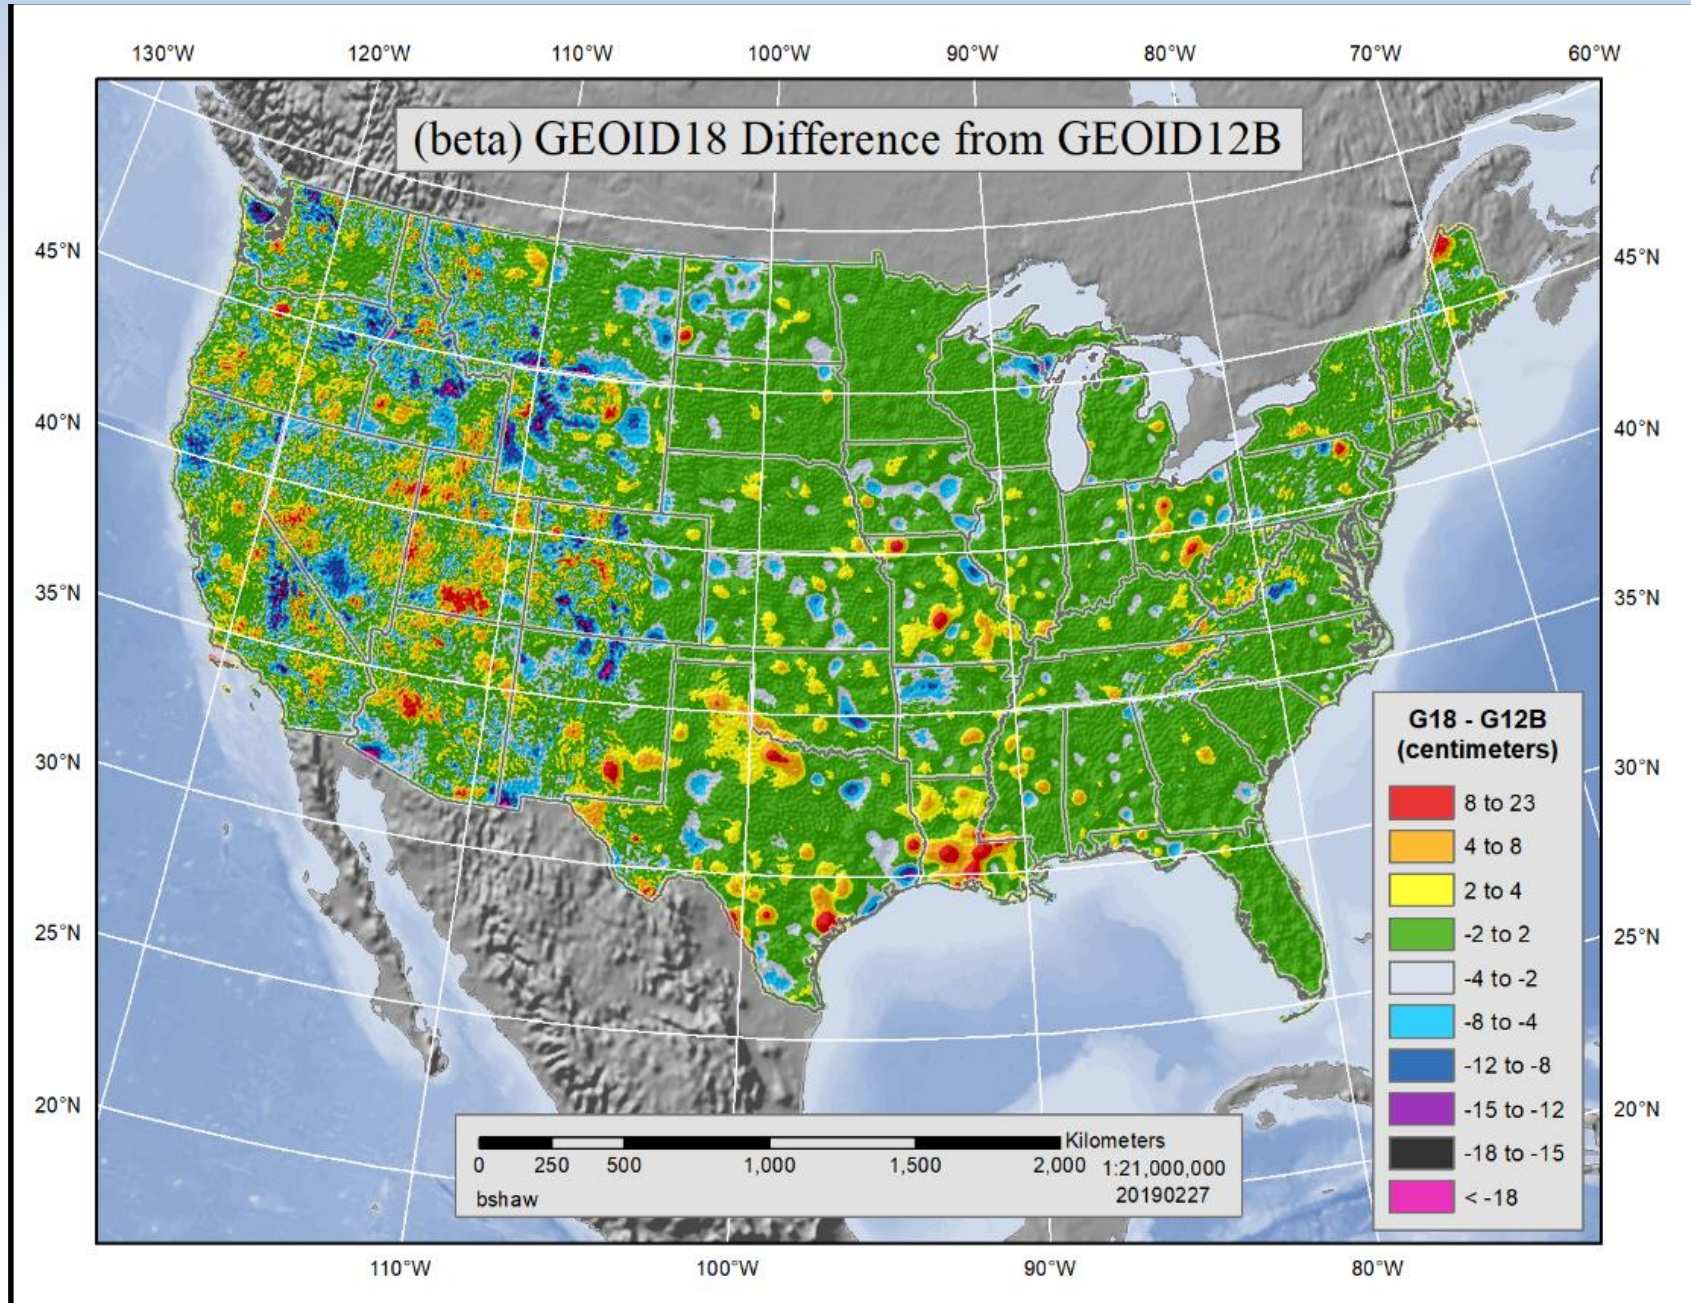 130°W 120°W 110°W 100°W 90°W 80°W 70°W 60°W
(beta) GEOID18 Difference from GEOID12B
45°N 45°N
40°N 40°N
35°N 35°N
30°N 30°N
25°N 25°N
20°N 20°N
G18 - G12B
(centimeters)
8 to 23
4 to 8
2 to 4
-2 to 2
-4 to -2
-8 to -4
-12 to -8
-15 to -12
-18 to -15
< -18
Kilometers
0 250 500 1,000 1,500 2,000 1:21,000,000
bshaw 20190227
110°W 100°W 90°W 80°W